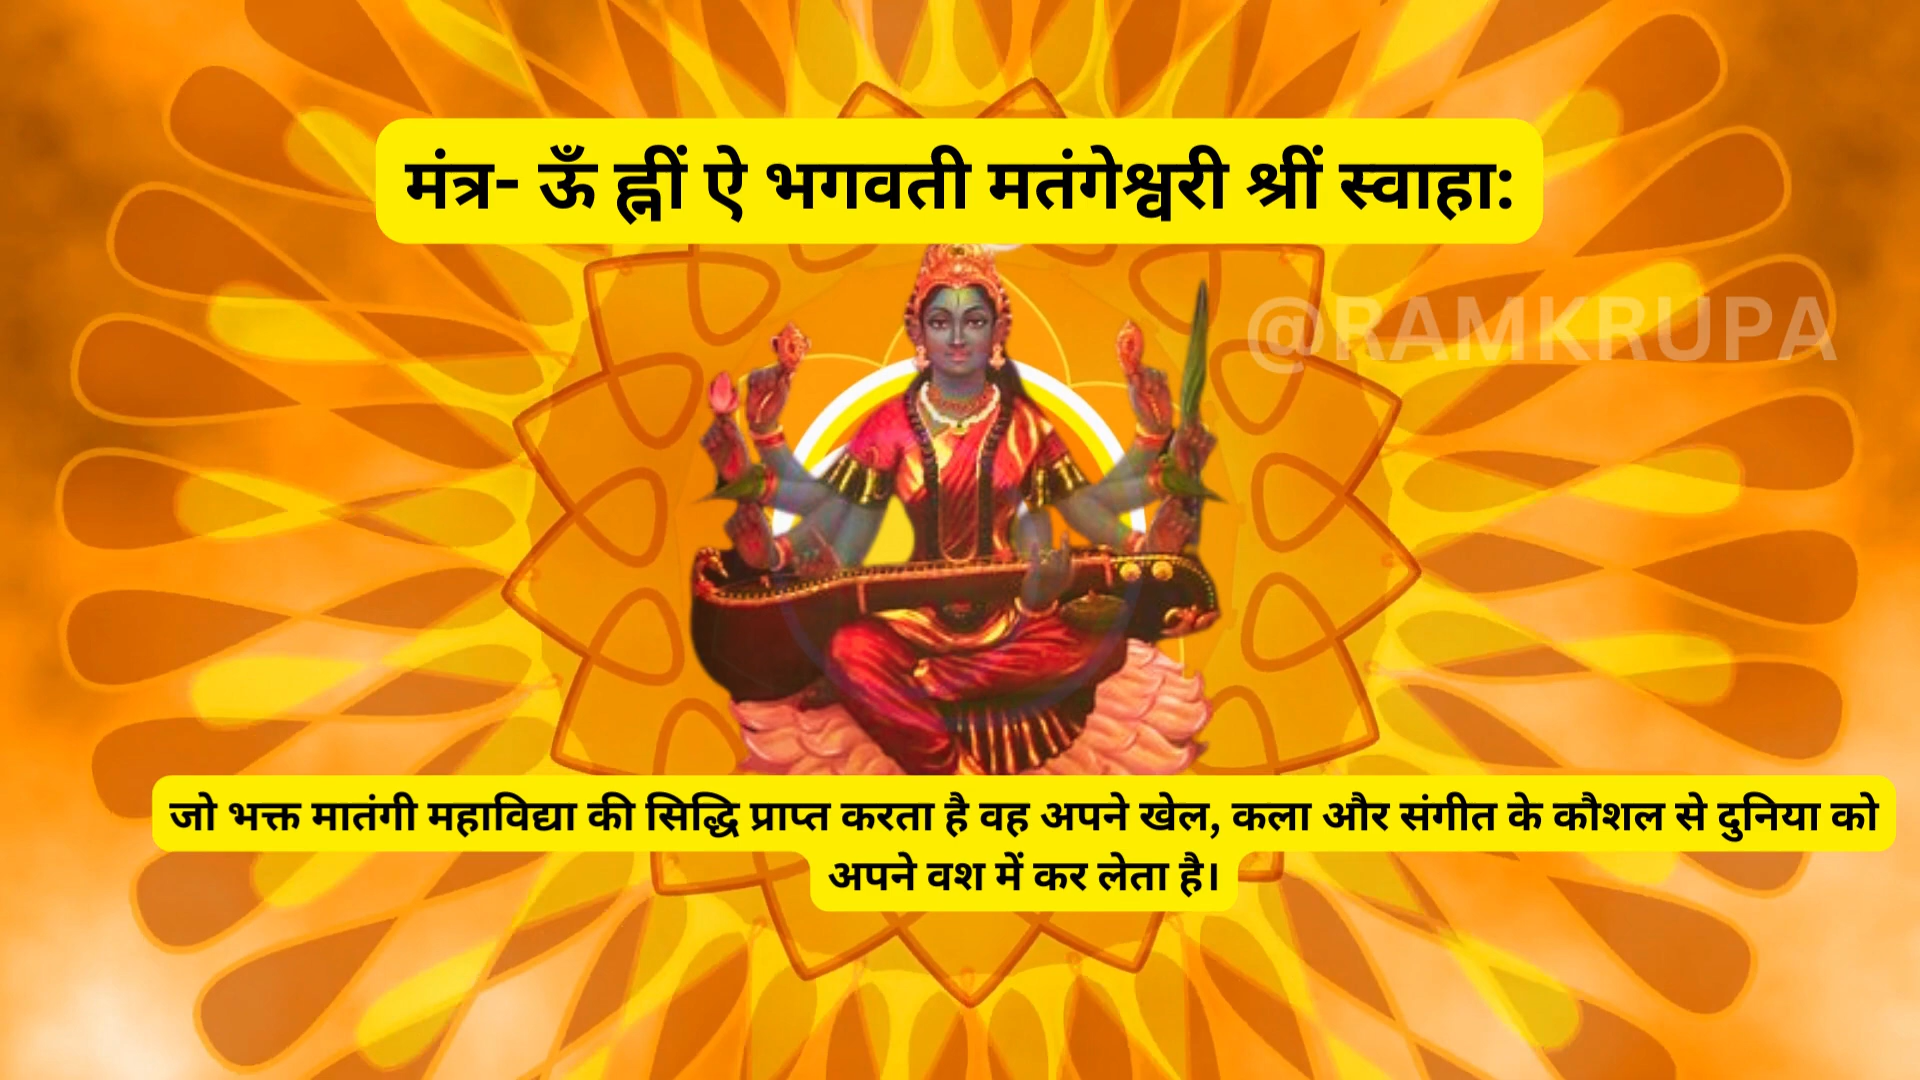 मंत्र- ऊँ ह्नीं ऐ भगवती मतंगेश्वरी श्रीं स्वाहा:
@RAMKRUPA
जो भक्त मातंगी महाविद्या की सिद्धि प्राप्त करता है वह अपने खेल, कला और संगीत के कौशल से दुनिया को
अपने वश में कर लेता है।